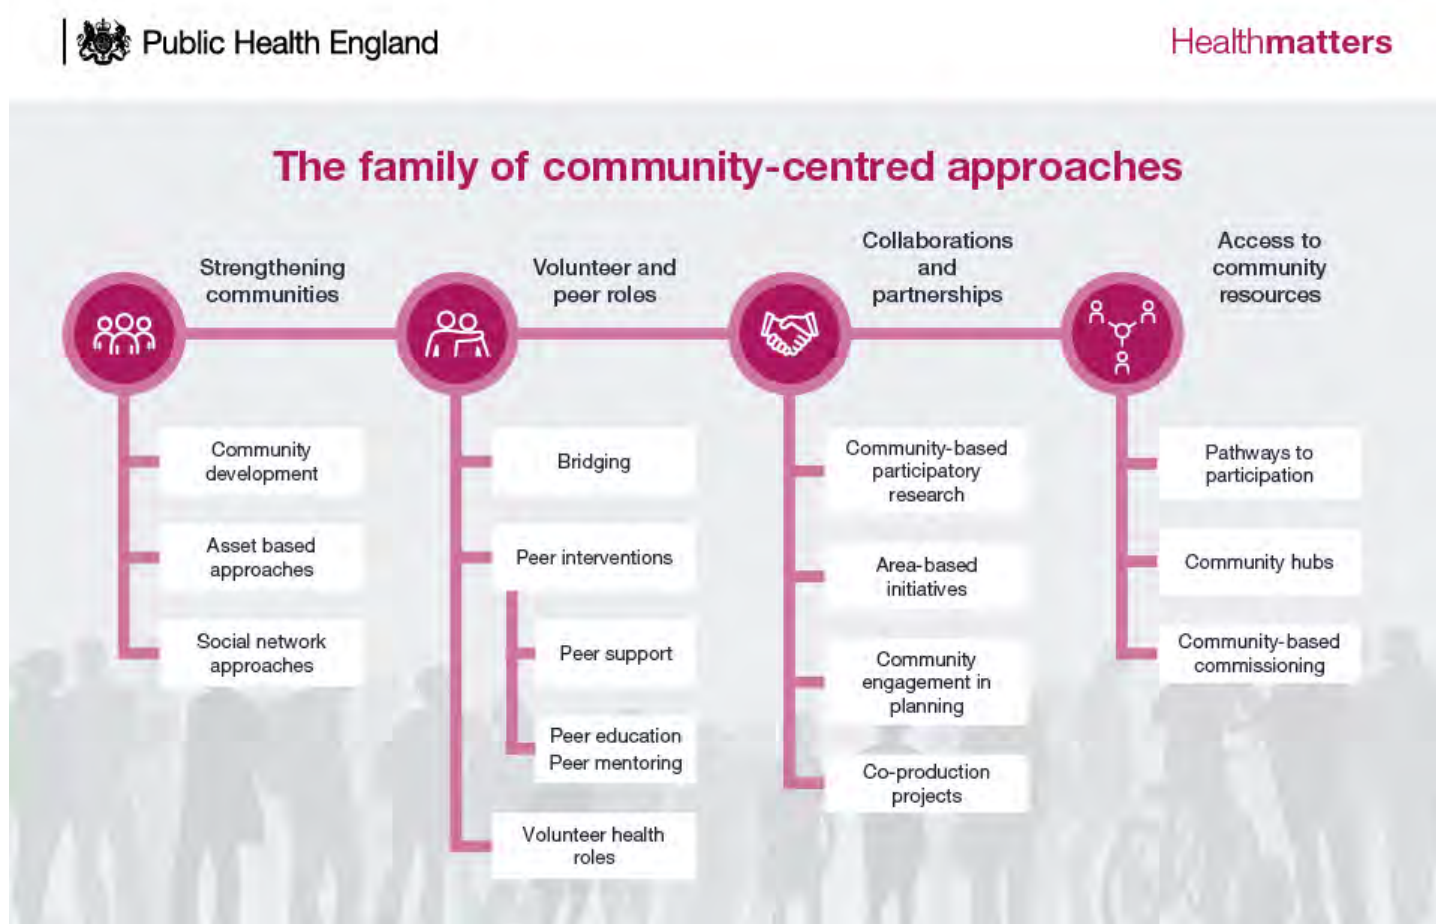 Public Health England
Healthmatters
The family of community-centred approaches
Strengthening
communities
Community
development
Asset based
approaches
Social network
approaches
Volunteer and
peer roles
Bridging
Peer interventions
Peer support
Peer education
Peer mentoring
Volunteer health
roles
Collaborations
and
partnerships
Community-based
participatory
research
Area-based
initiatives
Community
engagement in
planning
Co-production
projects
Access to
community
resources
Pathways to
participation
Community hubs
Community-based
commissioning